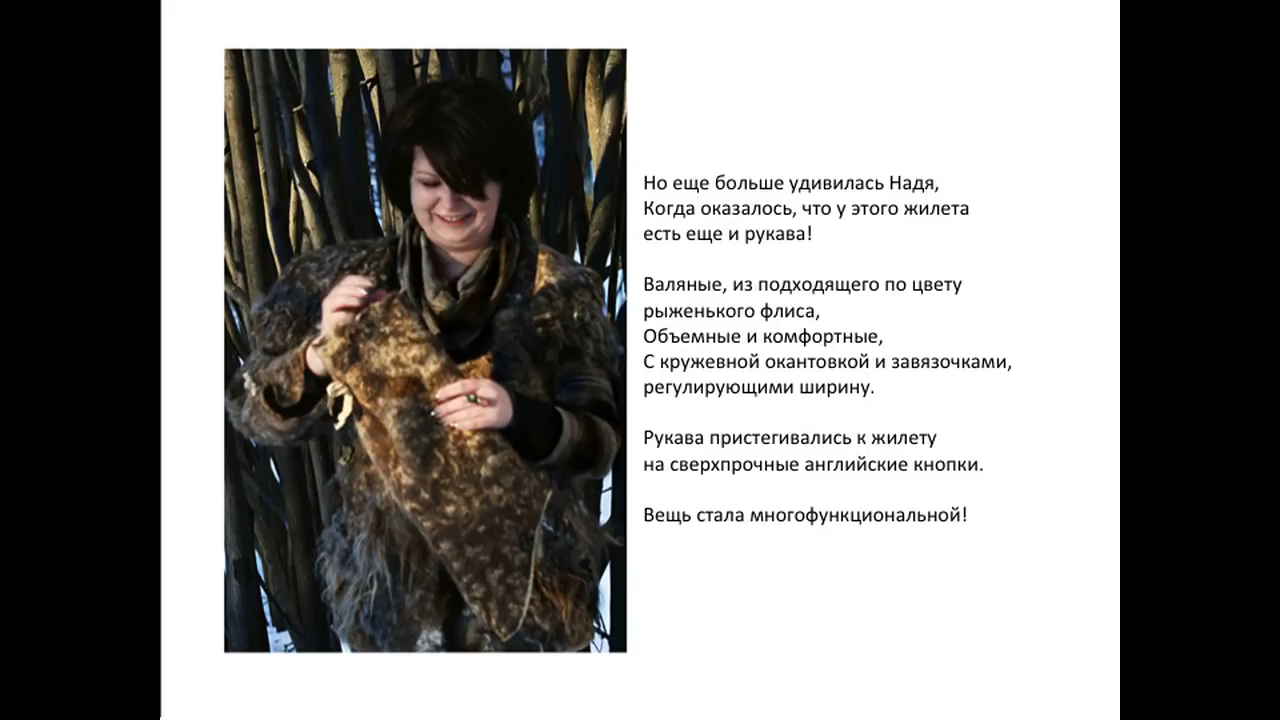 Но еще больше удивилась Надя,
Когда оказалось, что у этого жилета
есть еще и рукава!
Валяные, из подходящего по цвету
рыженького флиса,
Объемные и комфортные,
С кружевной окантовкой и завязочками,
регулирующими ширину.
Рукава пристегивались к жилету
на сверхпрочные английские кнопки.
Вещь стала многофункциональной!